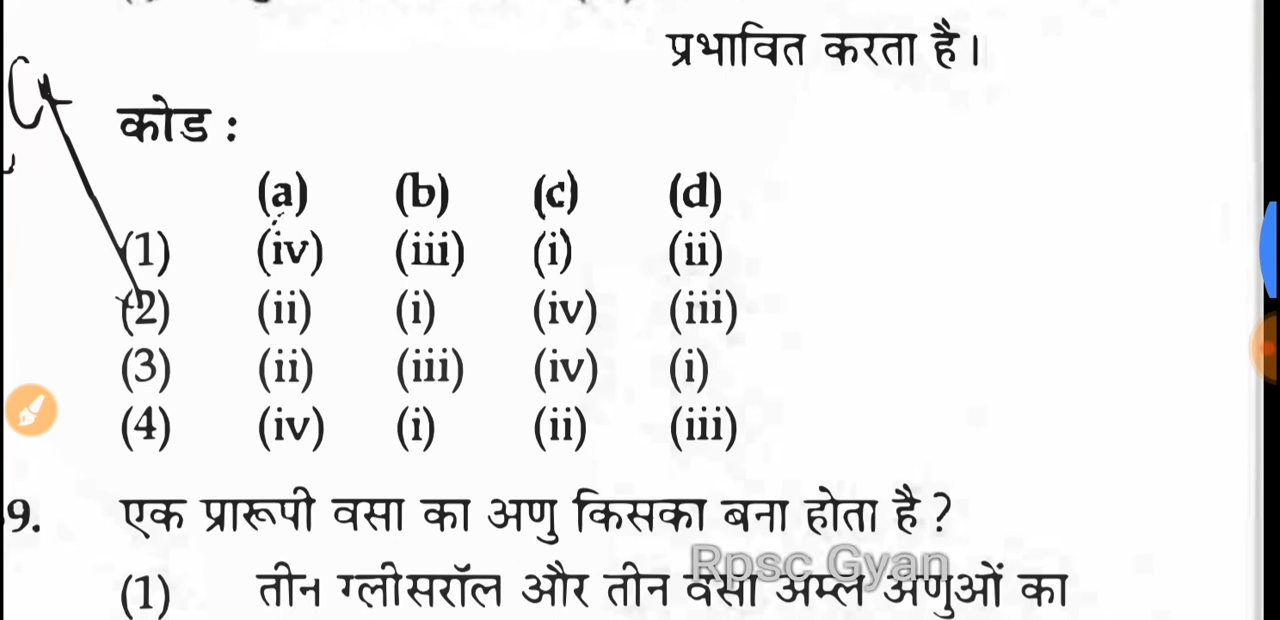 प्रभावित करता है।
कोड :
(a) (b) (c) (d)
(1) (iv) (iii) (i) (ii)
(2) (ii) (i) (iv) (iii)
(3) (ii) (iii) (iv) (i)
(4) (iv) (i) (ii) (iii)
9. एक प्रारूपी वसा का अणु किसका बना होता है ?
Rpsc Gyan
(1) तीन ग्लीसरॉल और तीन वसा अम्ल अणुओं का